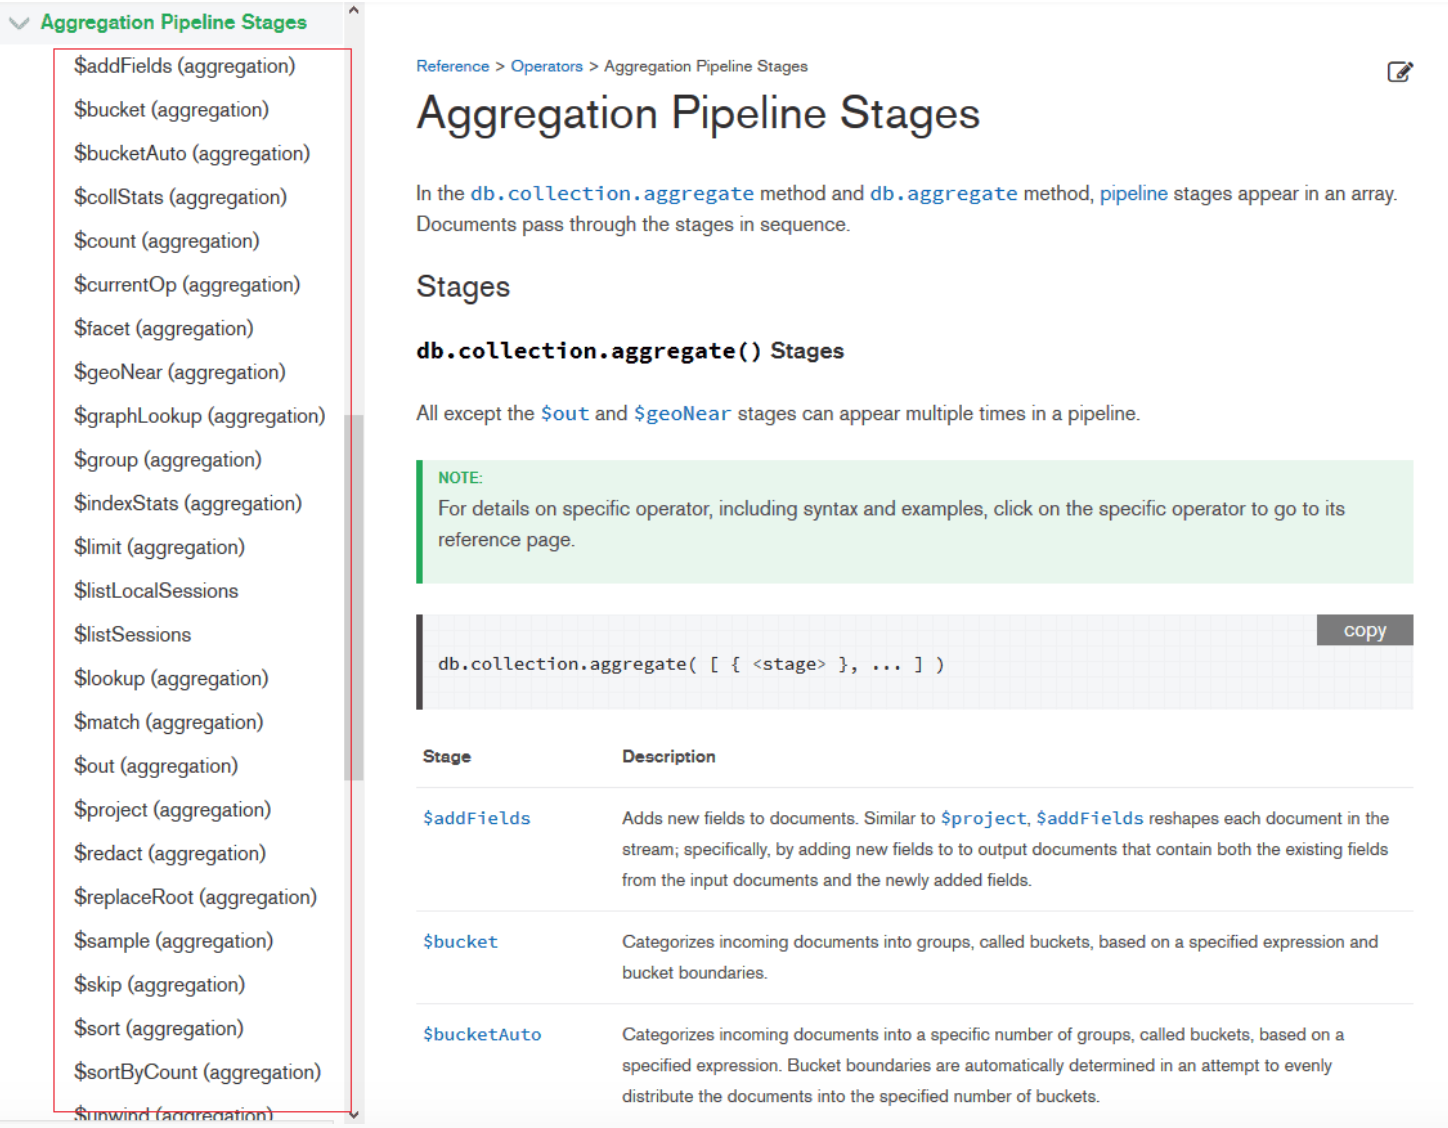 Aggregation Pipeline Stages
$addFields (aggregation)
$bucket (aggregation)
$bucketAuto (aggregation)
$collStats (aggregation)
$count (aggregation)
$currentOp (aggregation)
$facet (aggregation)
$geoNear (aggregation)
$graphLookup (aggregation)
$group (aggregation)
$indexStats (aggregation)
$limit (aggregation)
$listLocalSessions
$listSessions
$lookup (aggregation)
$match (aggregation)
$out (aggregation)
$project (aggregation)
$redact (aggregation)
$replaceRoot (aggregation)
$sample (aggregation)
$skip (aggregation)
$sort (aggregation)
$sortByCount (aggregation)
$unwind (aggregation)
Reference > Operators > Aggregation Pipeline Stages
Aggregation Pipeline Stages
In the db.collection.aggregate method and db.aggregate method, pipeline stages appear in an array.
Documents pass through the stages in sequence.
Stages
db.collection.aggregate() Stages
All except the $out and $geoNear stages can appear multiple times in a pipeline.
NOTE:
For details on specific operator, including syntax and examples, click on the specific operator to go to its
reference page.
copy
db.collection.aggregate( [ { <stage> }, ... ] )
Stage Description
$addFields Adds new fields to documents. Similar to $project, $addFields reshapes each document in the
stream; specifically, by adding new fields to to output documents that contain both the existing fields
from the input documents and the newly added fields.
$bucket Categorizes incoming documents into groups, called buckets, based on a specified expression and
bucket boundaries.
$bucketAuto Categorizes incoming documents into a specific number of groups, called buckets, based on a
specified expression. Bucket boundaries are automatically determined in an attempt to evenly
distribute the documents into the specified number of buckets.